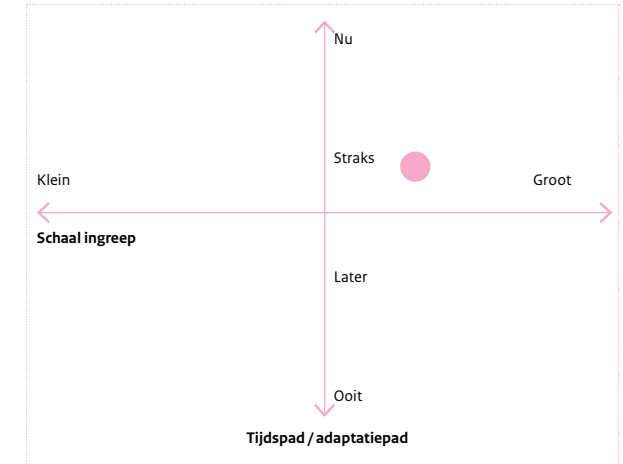 Nu
Straks
Klein
Groot
Schaal ingreep
Later
Ooit
Tijdspad / adaptatiepad